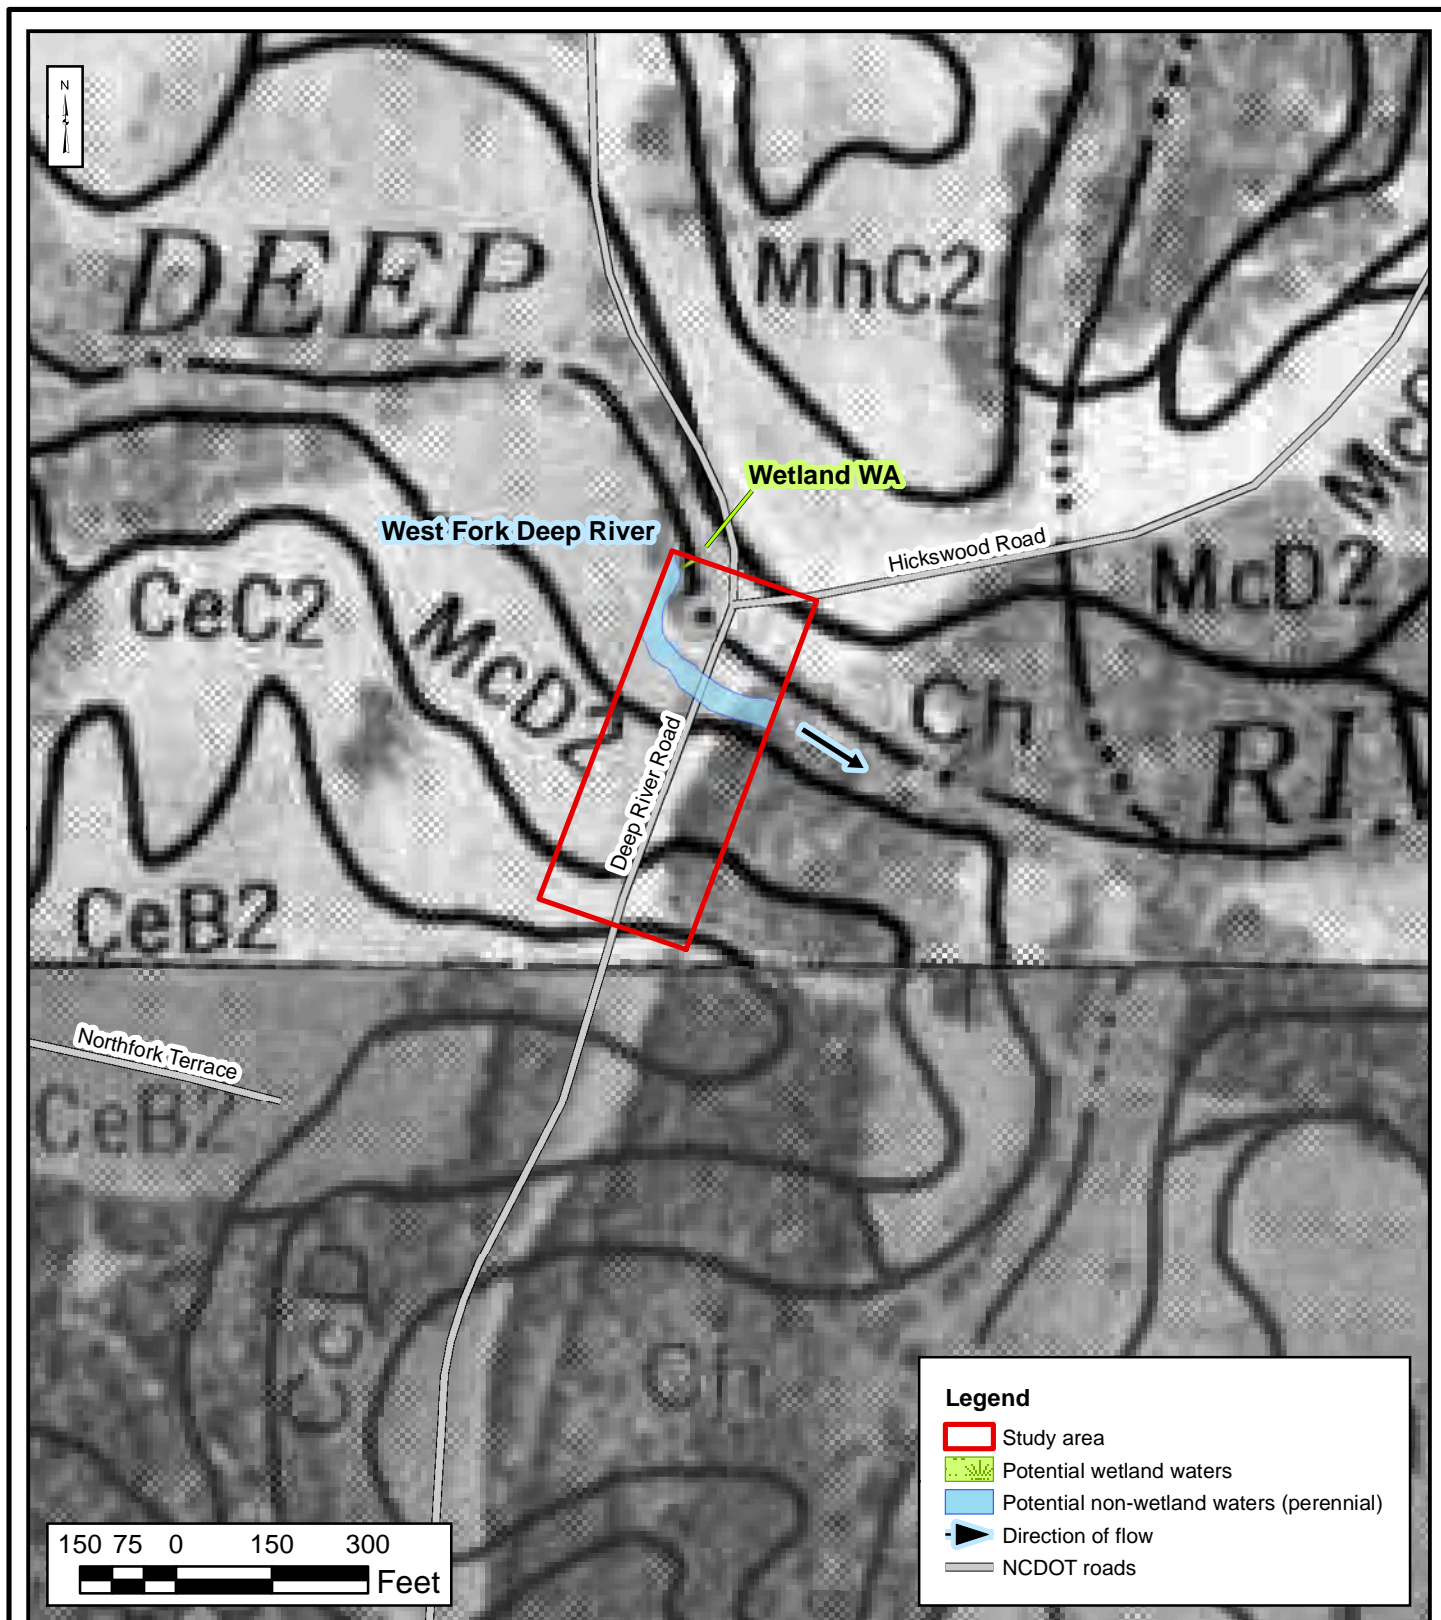 N
DEEP
MhC2
Wetland WA
West Fork Deep River
Hickswood Road
CeC2
McD2
McD2
Ch
RI
Deep River Road
CeB2
Northfork Terrace
CeB2
CcD
150 75 0 150 300
Feet
Legend
Study area
Potential wetland waters
Potential non-wetland waters (perennial)
Direction of flow
NCDOT roads